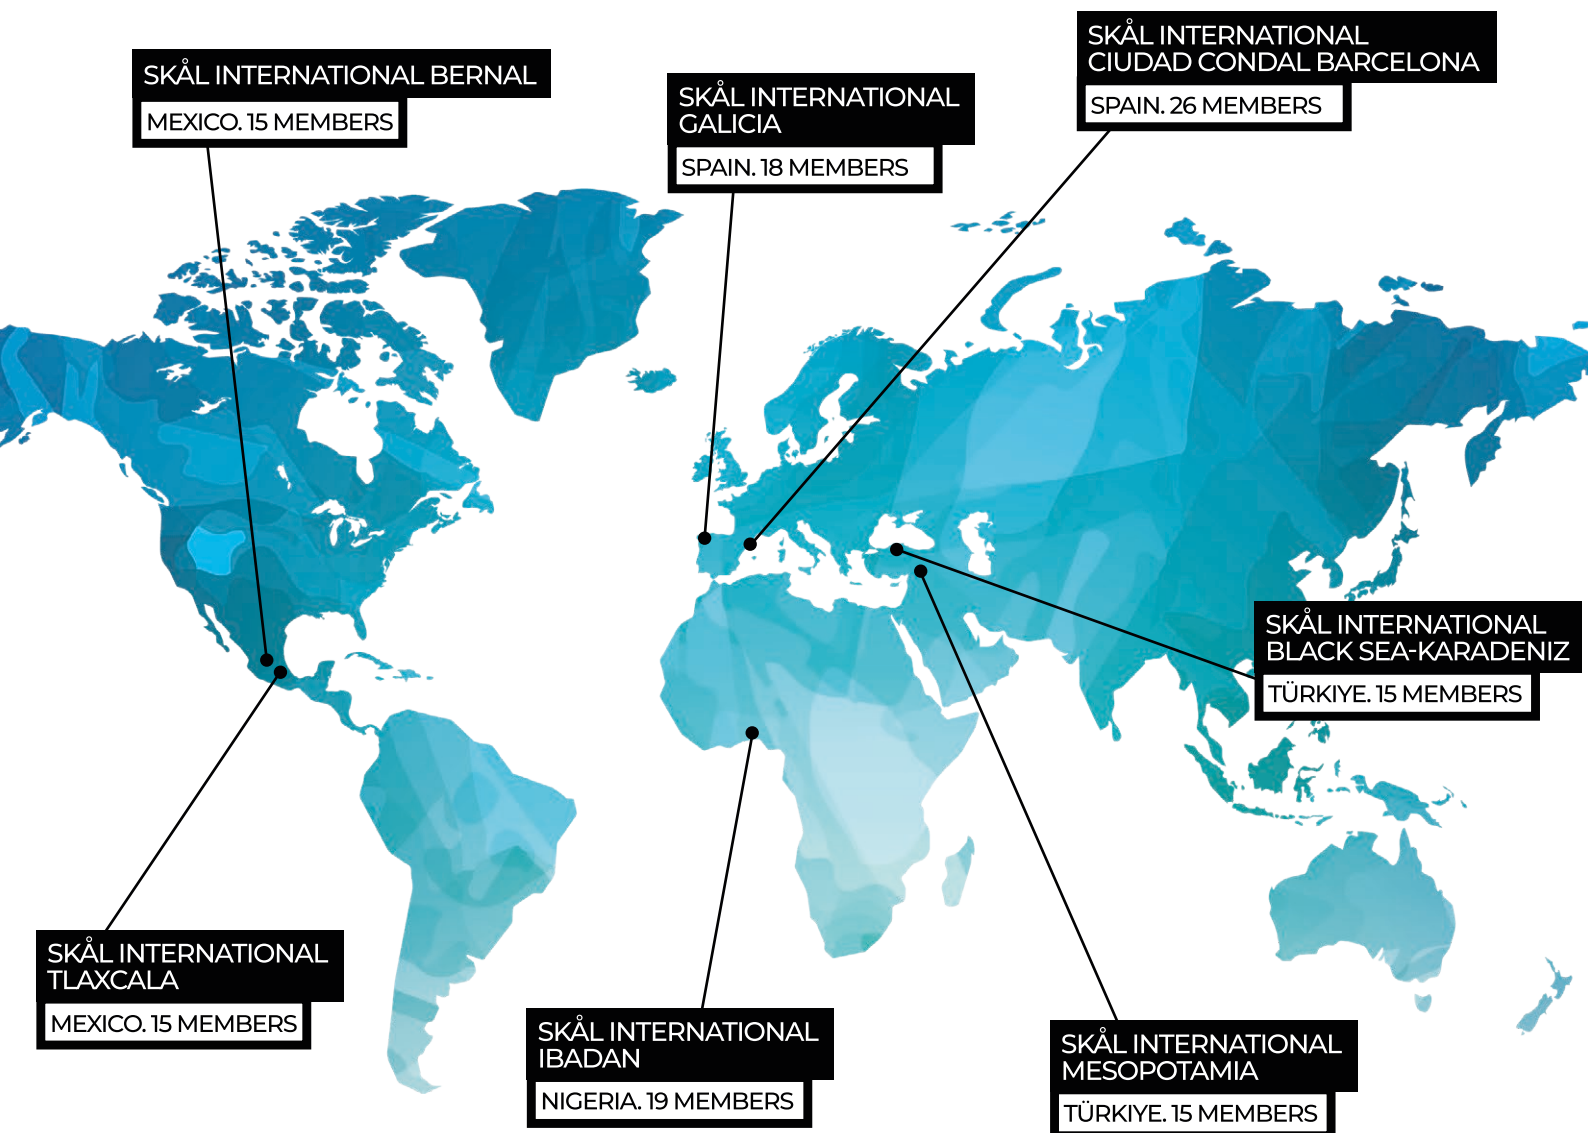 SKÅL INTERNATIONAL BERNAL
MEXICO. 15 MEMBERS
SKÅL INTERNATIONAL
GALICIA
SPAIN. 18 MEMBERS
SKÅL INTERNATIONAL
CIUDAD CONDAL BARCELONA
SPAIN. 26 MEMBERS
SKÅL INTERNATIONAL
BLACK SEA-KARADENIZ
TÜRKIYE. 15 MEMBERS
SKÅL INTERNATIONAL
TLAXCALA
MEXICO. 15 MEMBERS
SKÅL INTERNATIONAL
IBADAN
NIGERIA. 19 MEMBERS
SKÅL INTERNATIONAL
MESOPOTAMIA
TÜRKIYE. 15 MEMBERS